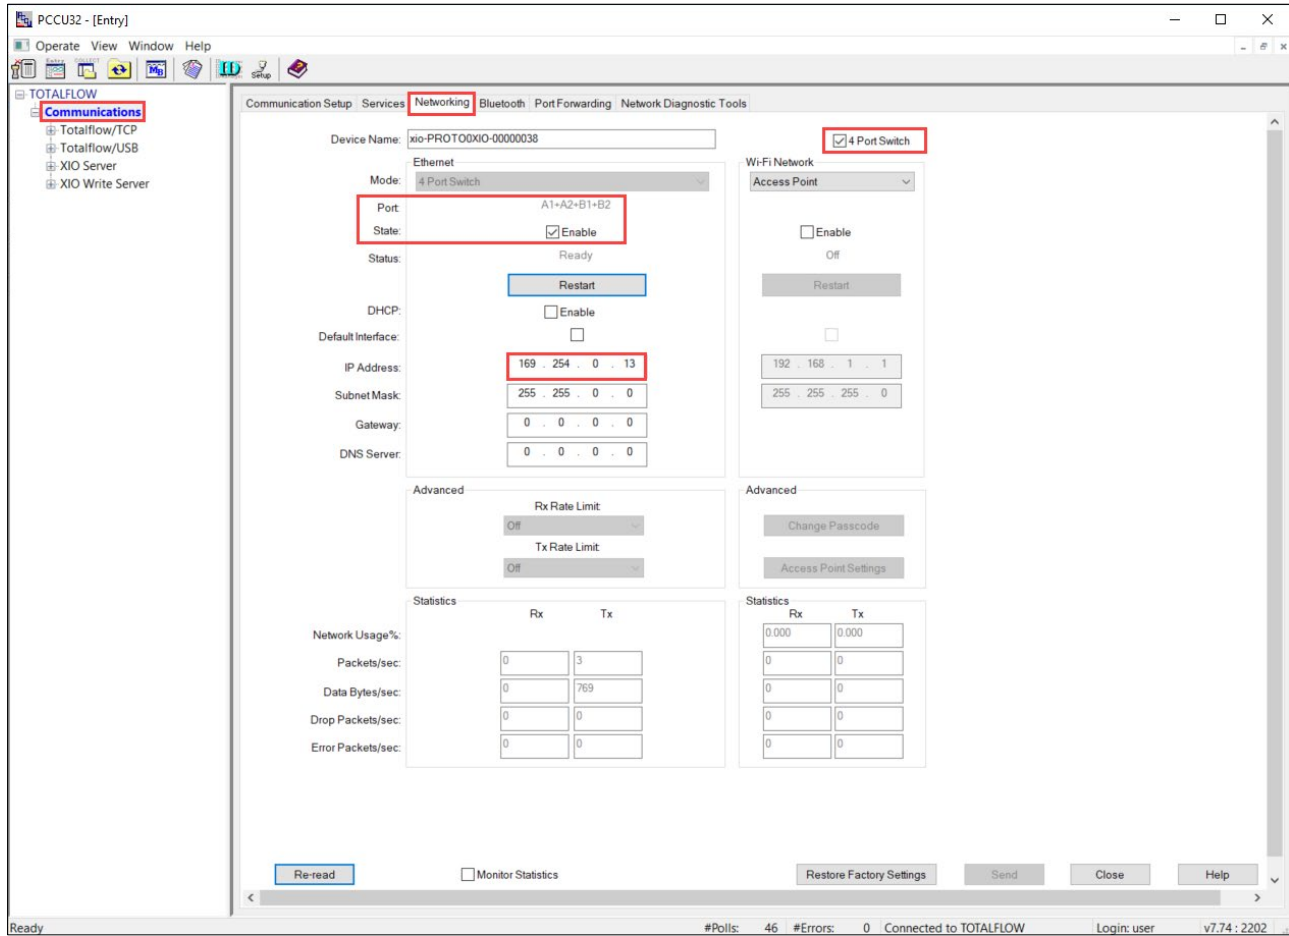 PCCU32 - [Entry]
Operate View Window Help
TOTALFLOW
Communications
Totalflow/TCP
Totalflow/USB
XIO Server
XIO Write Server
Communication Setup Services Networking Bluetooth Port Forwarding Network Diagnostic Tools
Device Name: xio-PROTO0XIO-00000038 4 Port Switch
Ethernet Wi-Fi Network
Mode: 4 Port Switch Access Point
Port: A1+A2+B1+B2
State: Enable Enable
Status: Ready Off
Restart Restart
DHCP: Enable
Default Interface:
IP Address: 169 . 254 . 0 . 13 192 . 168 . 1 . 1
Subnet Mask: 255 . 255 . 0 . 0 255 . 255 . 255 . 0
Gateway: 0 . 0 . 0 . 0
DNS Server: 0 . 0 . 0 . 0
Advanced Advanced
Rx Rate Limit:
Off Change Passcode
Tx Rate Limit:
Off Access Point Settings
Statistics Statistics
Rx Tx Rx Tx
Network Usage%: 0.000 0.000
Packets/sec: 0 3 0 0
Data Bytes/sec: 0 769 0 0
Drop Packets/sec: 0 0 0 0
Error Packets/sec: 0 0 0 0
Re-read Monitor Statistics Restore Factory Settings Send Close Help
Ready #Polls: 46 #Errors: 0 Connected to TOTALFLOW Login: user v7.74 : 2202